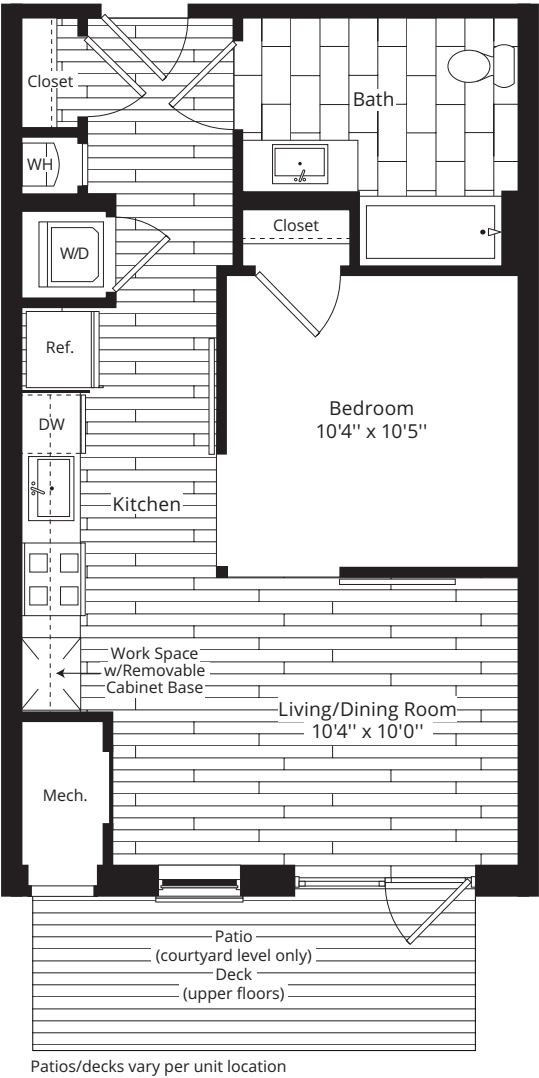 Closet
Bath
WH
Closet
W/D
Ref.
Bedroom
10'4'' x 10'5''
DW
Kitchen
Work Space
w/Removable
Cabinet Base
Living/Dining Room
10'4'' x 10'0''
Mech.
Patio
(courtyard level only)
Deck
(upper floors)
Patios/decks vary per unit location